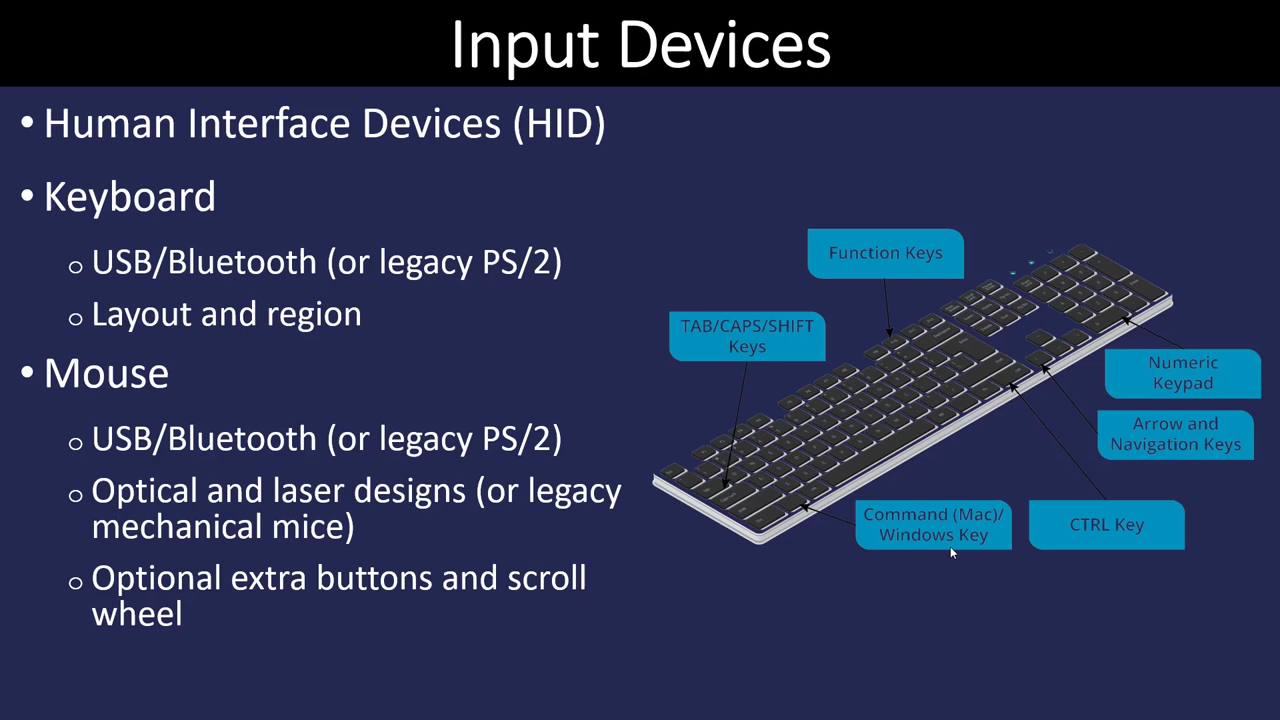 Input Devices
• Human Interface Devices (HID)
• Keyboard
o USB/Bluetooth (or legacy PS/2)
o Layout and region
• Mouse
o USB/Bluetooth (or legacy PS/2)
o Optical and laser designs (or legacy
mechanical mice)
o Optional extra buttons and scroll
wheel
Function Keys
TAB/CAPS/SHIFT
Keys
Numeric
Keypad
Arrow and
Navigation Keys
Command (Mac)/
Windows Key
CTRL Key